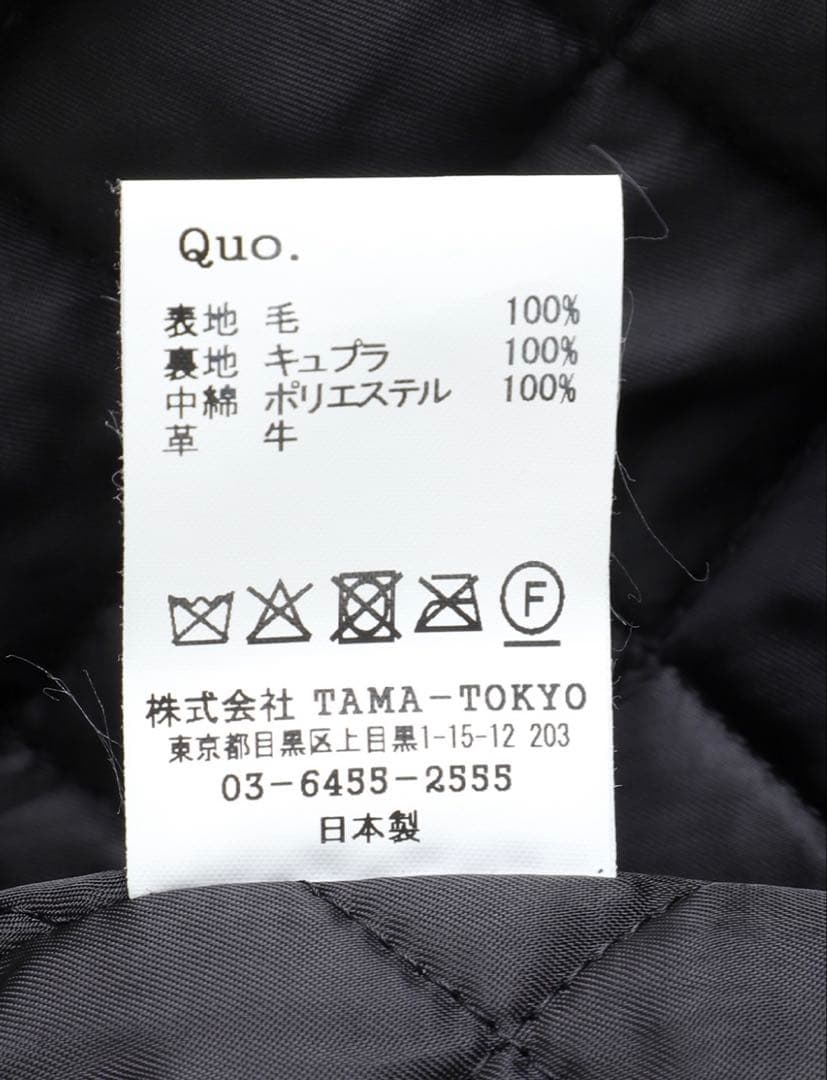 Quo.
表地 毛 100%
裏地 キュプラ 100%
中綿 ポリエステル 100%
革 牛
F
株式会社 TAMA-TOKYO
東京都目黒区上目黒1-15-12 203
03-6455-2555
日本製